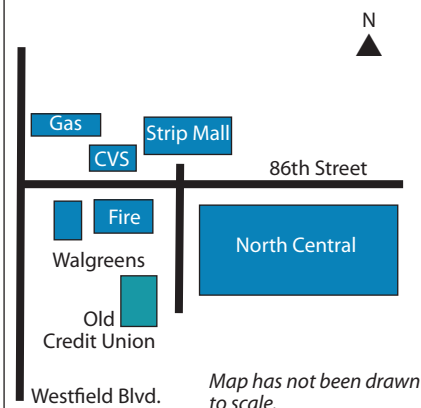 N
Gas
Strip Mall
CVS
86th Street
Fire
North Central
Walgreens
Old
Credit Union
Westfield Blvd.
Map has not been drawn
to scale.